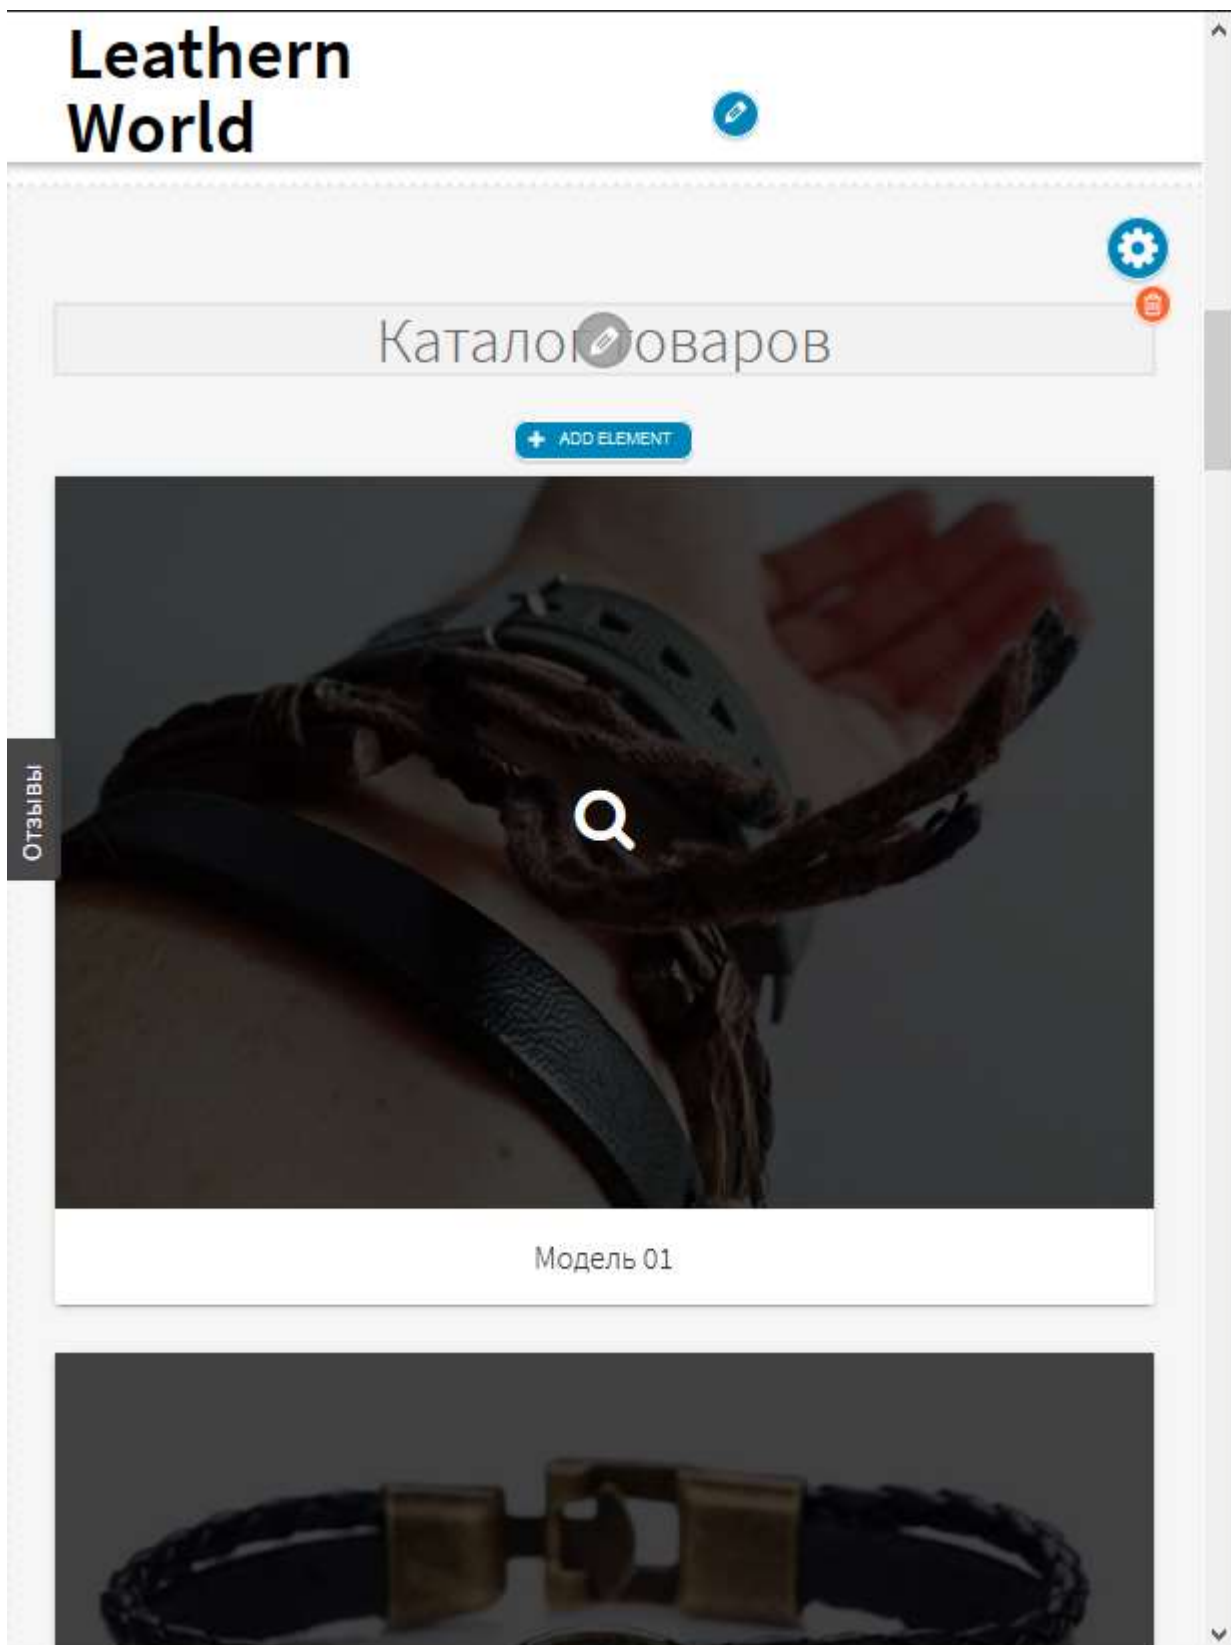 Leathern
World
Каталог товаров
ADD ELEMENT
Отзывы
Модель 01